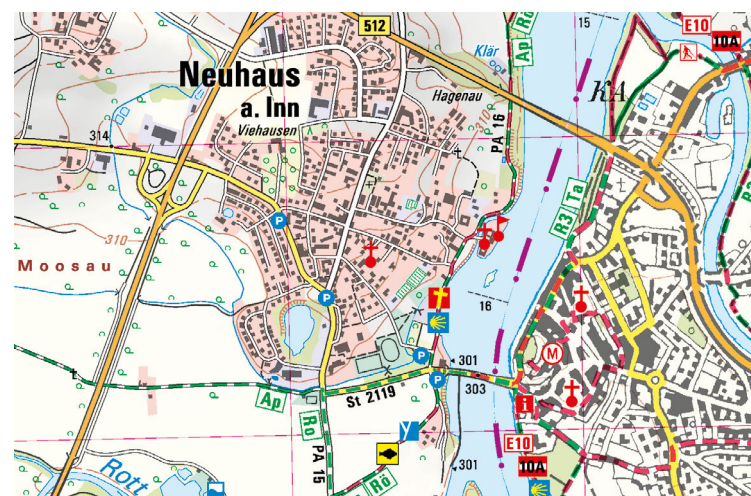 512
15
E10
10A
Klär
Ap Rö
Neuhaus
a. Inn
Hagenau
Viehausen
314
PA 16
KA
310
R3 Ta
P
310
Moosau
P
16
301
M
P
P
303
St 2119
Ap
Ro
PA 15
i
E10
10A
301
Rö
Rott